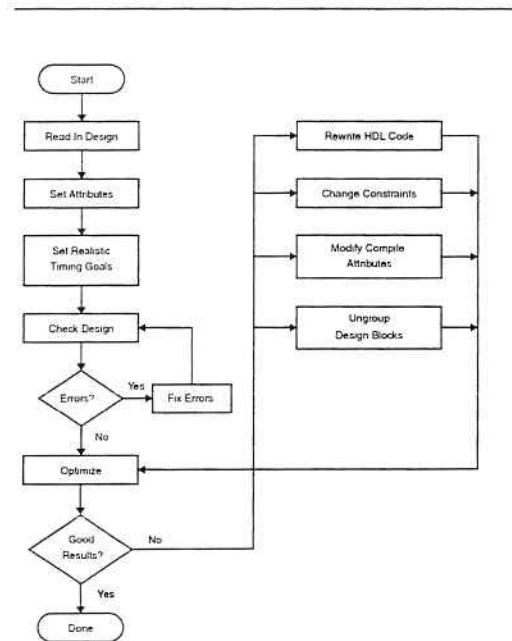 Start
Read In Design
Set Attributes
Set Realistic
Timing Goals
Check Design
Errors?
Yes
Fix Errors
No
Optimize
Good
Results?
No
Yes
Done
Rewrite HDL Code
Change Constraints
Modify Compile
Attributes
Ungroup
Design Blocks